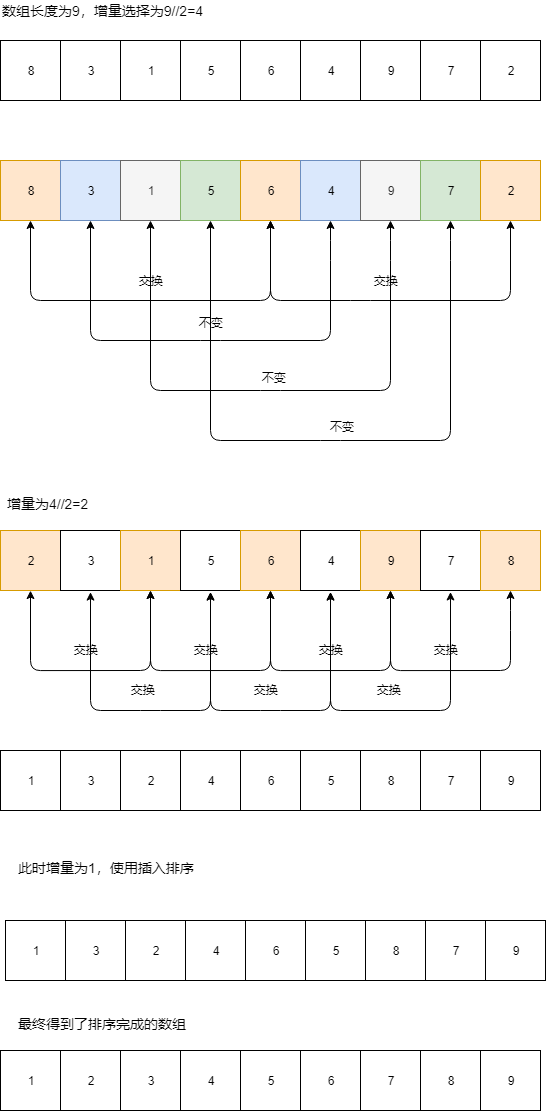 数组长度为9，增量选择为9//2=4
8 3 1 5 6 4 9 7 2
8 3 1 5 6 4 9 7 2
交换 交换
不变
不变
不变
增量为4//2=2
2 3 1 5 6 4 9 7 8
交换 交换 交换 交换
交换 交换 交换
1 3 2 4 6 5 8 7 9
此时增量为1，使用插入排序
1 3 2 4 6 5 8 7 9
最终得到了排序完成的数组
1 2 3 4 5 6 7 8 9